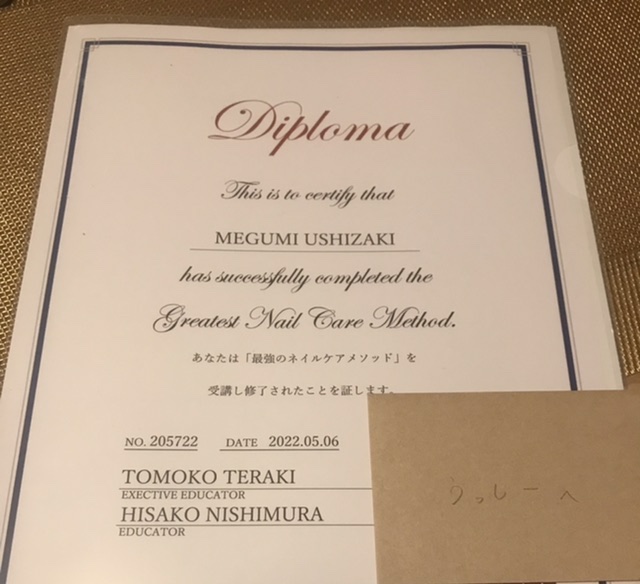 Diploma
This is to certify that
MEGUMI USHIZAKI
has successfully completed the
Greatest Nail Care Method.
あなたは「最強のネイルケアメソッド」を
受講し修了されたことを証します。
NO. 205722 DATE 2022.05.06
TOMOKO TERAKI
EXECTIVE EDUCATOR
HISAKO NISHIMURA
EDUCATOR
うっしーへ